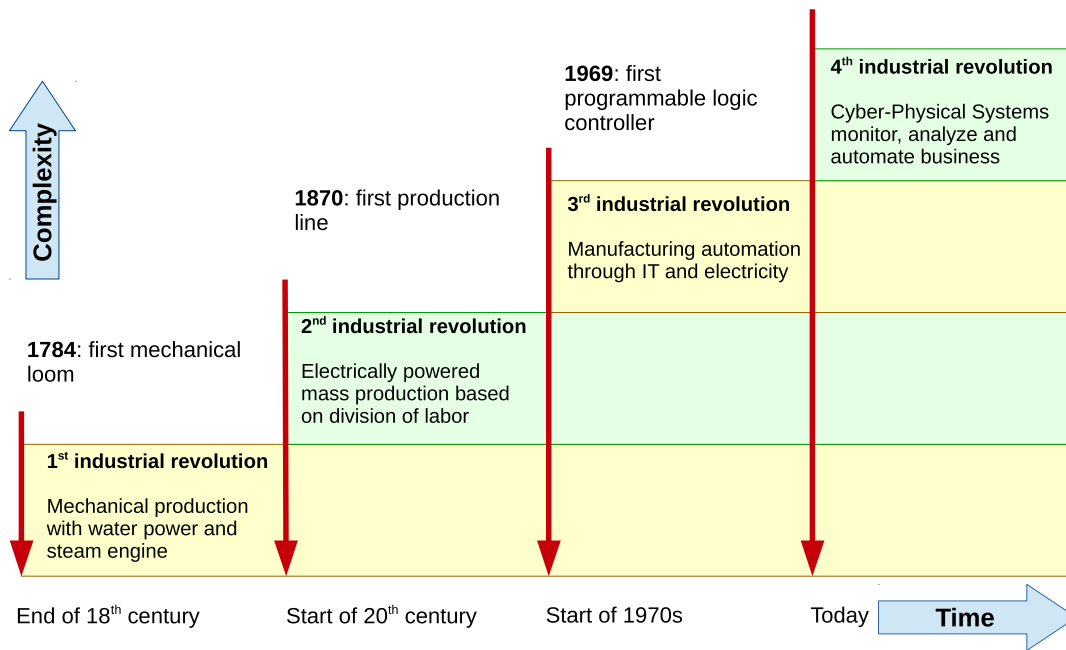 Complexity
1784: first mechanical
loom
1st industrial revolution
Mechanical production
with water power and
steam engine
End of 18th century
1870: first production
line
2nd industrial revolution
Electrically powered
mass production based
on division of labor
Start of 20th century
1969: first
programmable logic
controller
3rd industrial revolution
Manufacturing automation
through IT and electricity
Start of 1970s
4th industrial revolution
Cyber-Physical Systems
monitor, analyze and
automate business
Today
Time